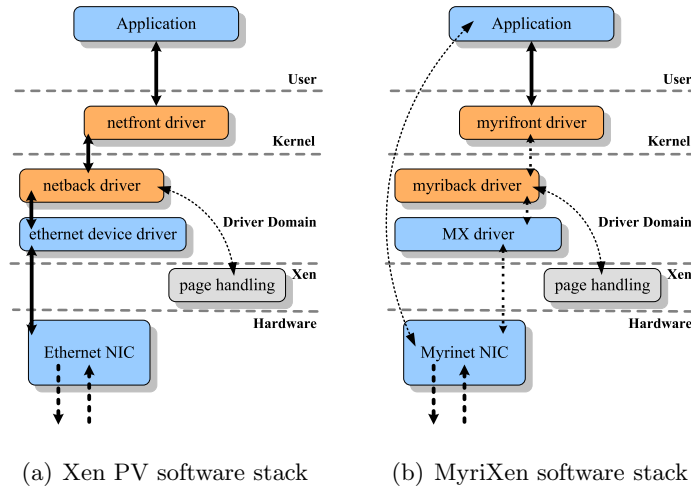 Application
User
netfront driver
Kernel
netback driver
Driver Domain
ethernet device driver
Xen
page handling
Hardware
Ethernet NIC
(a) Xen PV software stack
Application
User
myrifront driver
Kernel
myriback driver
Driver Domain
MX driver
Xen
page handling
Hardware
Myrinet NIC
(b) MyriXen software stack